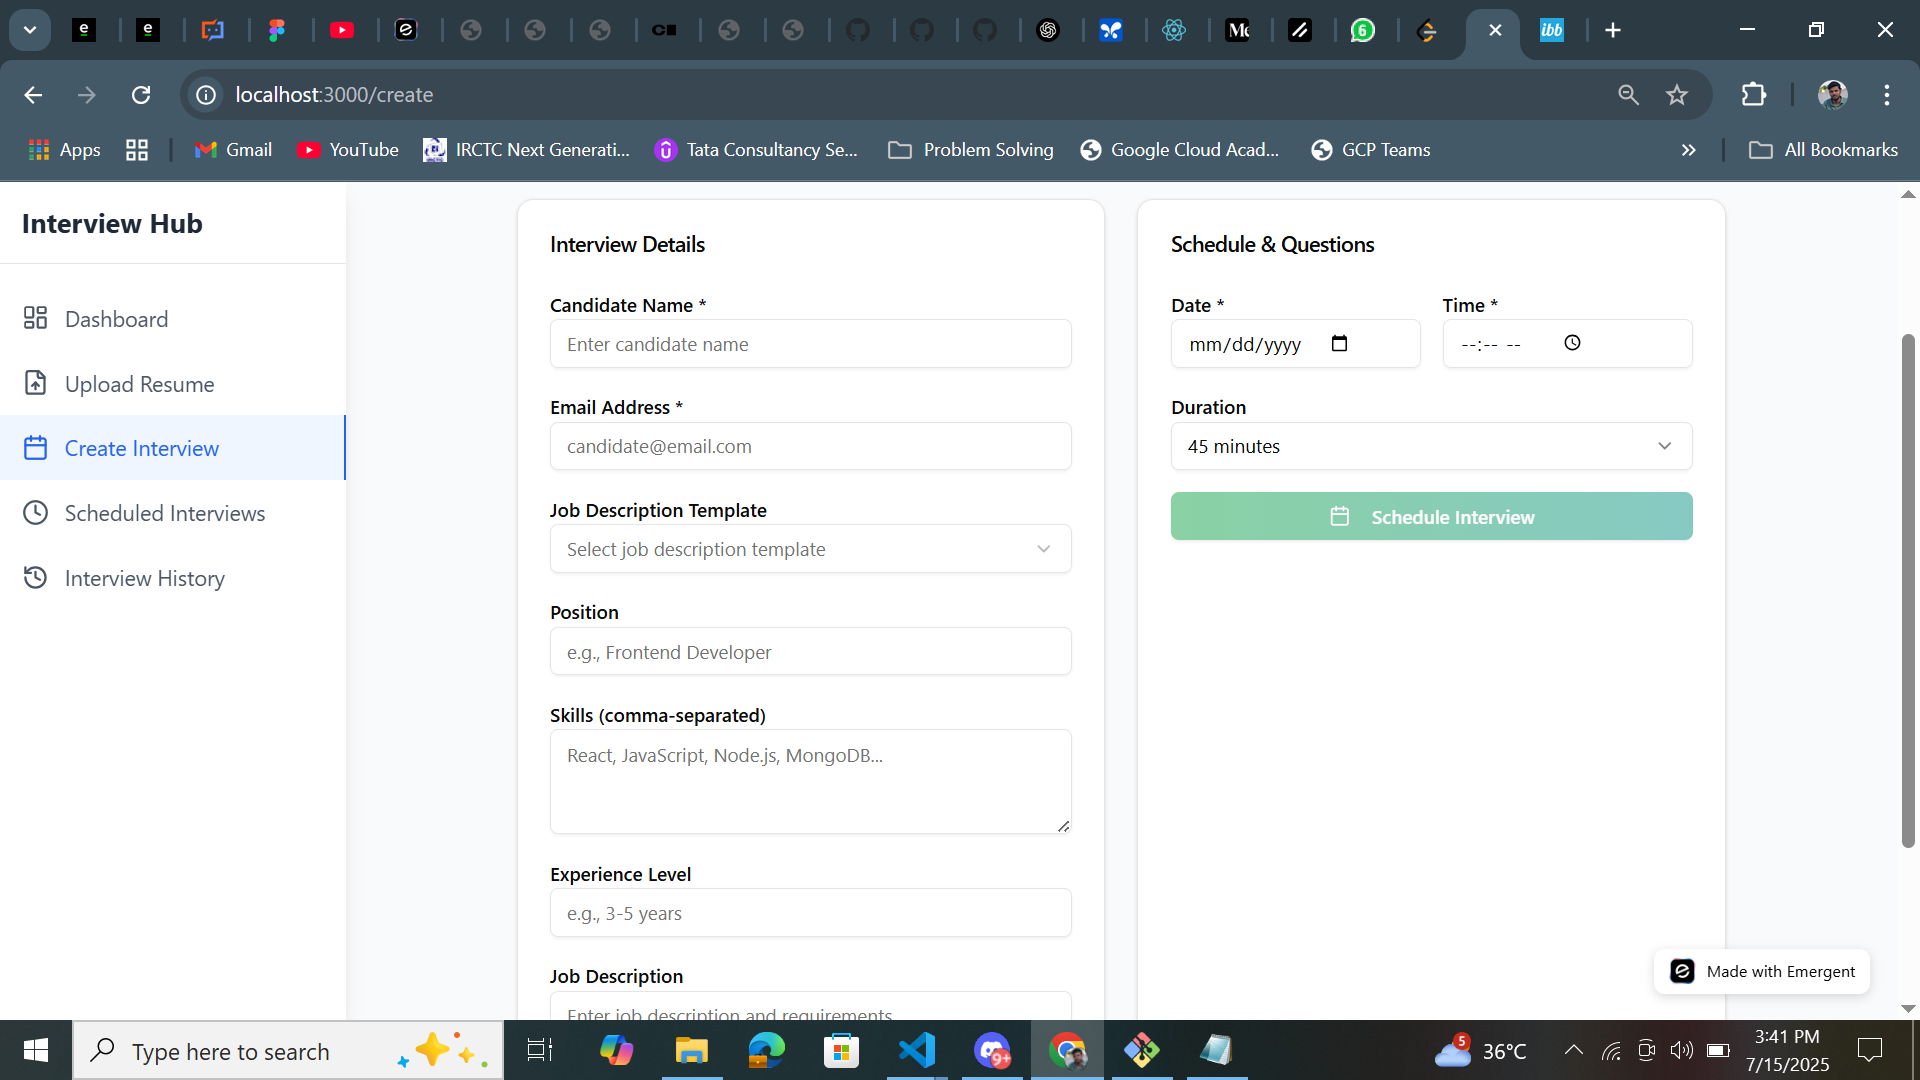 localhost:3000/create
Apps
Gmail
YouTube
IRCTC Next Generati...
Tata Consultancy Se...
Problem Solving
Google Cloud Acad...
GCP Teams
»
All Bookmarks
Interview Hub
Dashboard
Upload Resume
Create Interview
Scheduled Interviews
Interview History
Interview Details
Candidate Name *
Enter candidate name
Email Address *
candidate@email.com
Job Description Template
Select job description template
Position
e.g., Frontend Developer
Skills (comma-separated)
React, JavaScript, Node.js, MongoDB...
Experience Level
e.g., 3-5 years
Job Description
Enter job description and requirements
Schedule & Questions
Date * Time *
mm/dd/yyyy --:-- --
Duration
45 minutes
Schedule Interview
Made with Emergent
Type here to search
9+
5
36°C
3:41 PM
7/15/2025